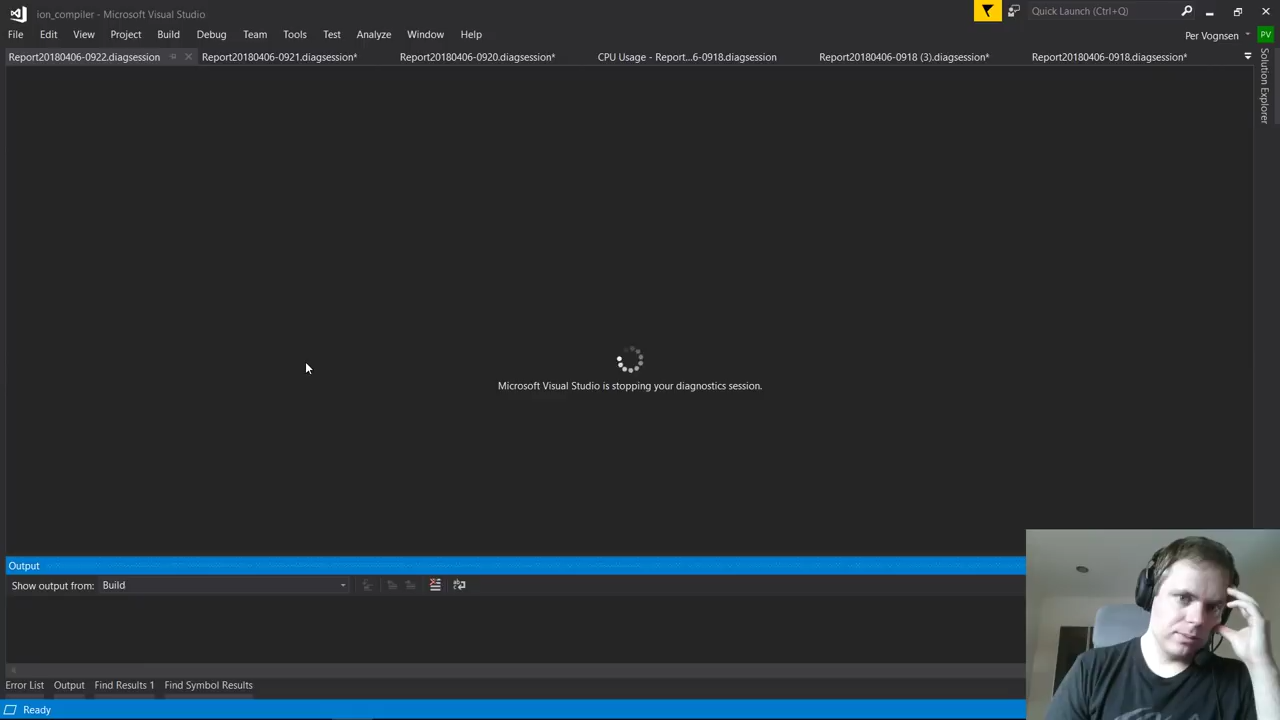 ion_compiler - Microsoft Visual Studio
Quick Launch (Ctrl+Q)
File Edit View Project Build Debug Team Tools Test Analyze Window Help
Per Vognsen
PV
Report20180406-0922.diagsession
Report20180406-0921.diagsession*
Report20180406-0920.diagsession*
CPU Usage - Report...6-0918.diagsession
Report20180406-0918 (3).diagsession*
Report20180406-0918.diagsession*
Solution Explorer
Microsoft Visual Studio is stopping your diagnostics session.
Output
Show output from: Build
Error List Output Find Results 1 Find Symbol Results
Ready